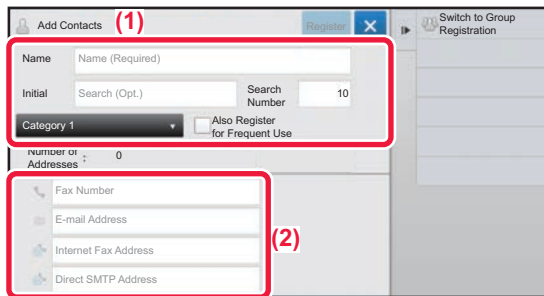 Add Contacts
(1)
Register
Switch to Group
Registration
Name
Name (Required)
Initial
Search (Opt.)
Search
Number
10
Category 1
Also Register
for Frequent Use
Number of
Addresses
:
0
Fax Number
E-mail Address
(2)
Internet Fax Address
Direct SMTP Address